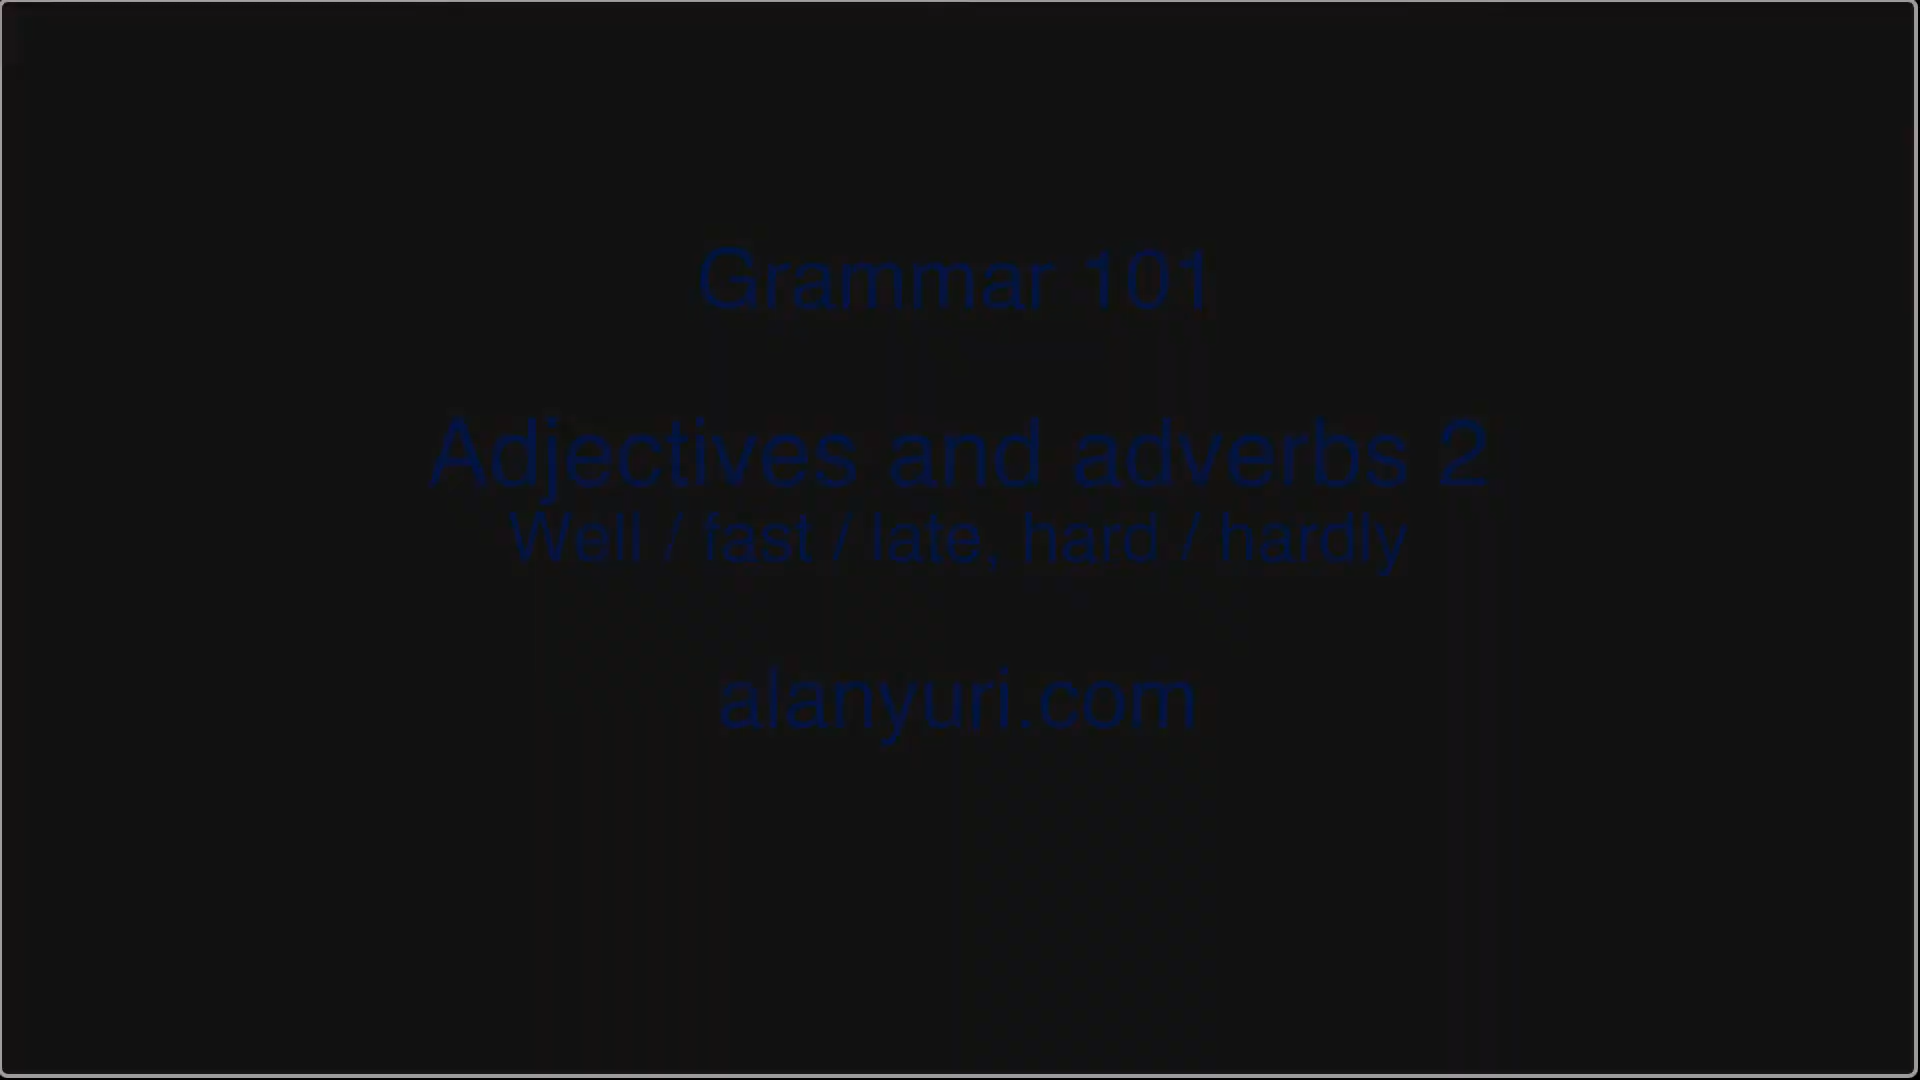 Grammar 101
Adjectives and adverbs 2
Well / fast / late, hard / hardly
alanyuri.com